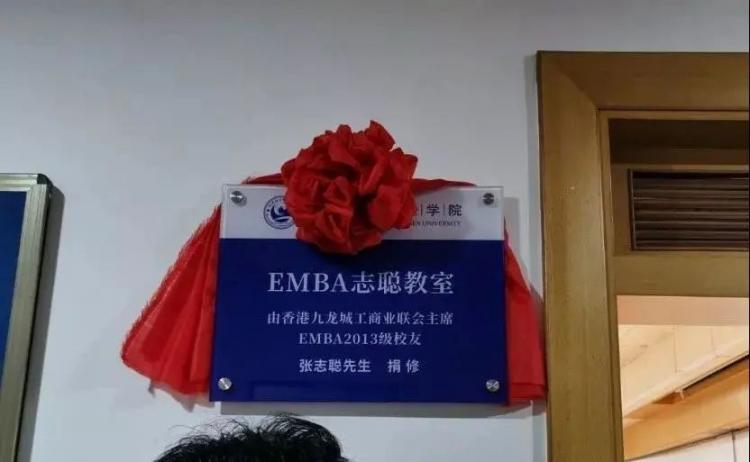 学院
UNIVERSITY
EMBA志聪教室
由香港九龙城工商业联会主席
EMBA2013级校友
张志聪先生 捐修